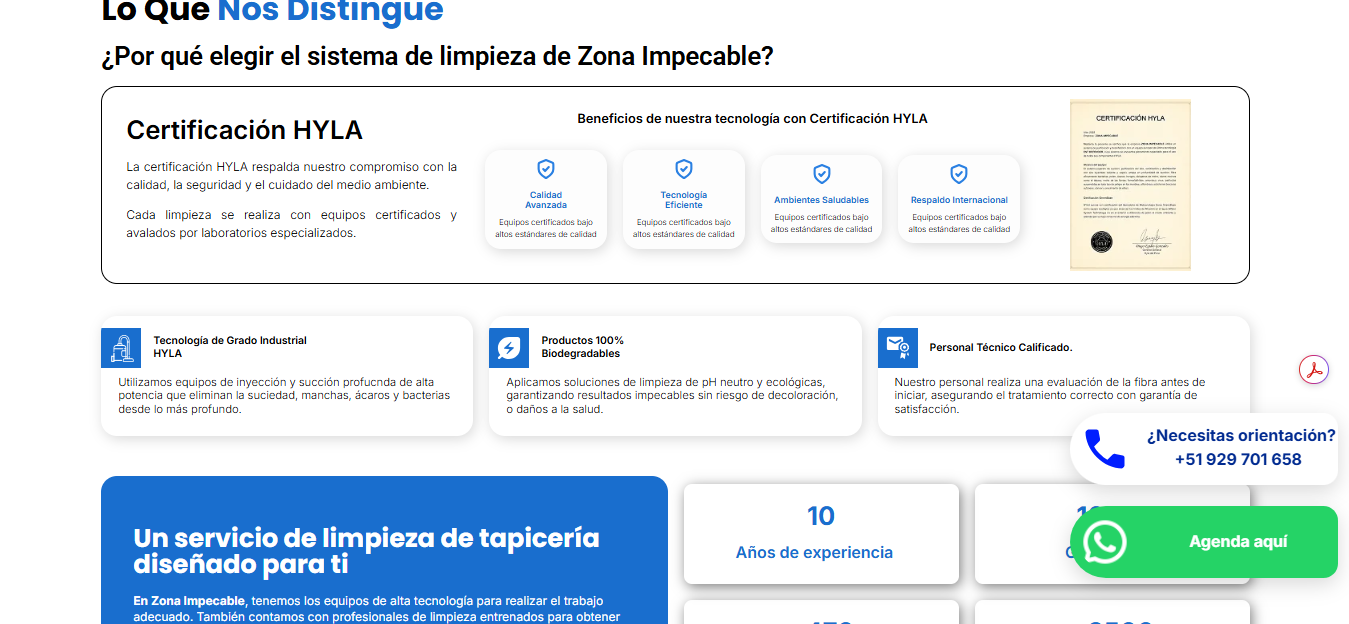 Lo Que Nos Distingue
¿Por qué elegir el sistema de limpieza de Zona Impecable?
Certificación HYLA
La certificación HYLA respalda nuestro compromiso con la
calidad, la seguridad y el cuidado del medio ambiente.
Cada limpieza se realiza con equipos certificados y
avalados por laboratorios especializados.
Beneficios de nuestra tecnología con Certificación HYLA
Calidad
Avanzada
Equipos certificados bajo
altos estándares de calidad
Tecnología
Eficiente
Equipos certificados bajo
altos estándares de calidad
Ambientes Saludables
Equipos certificados bajo
altos estándares de calidad
Respaldo Internacional
Equipos certificados bajo
altos estándares de calidad
CERTIFICACIÓN HYLA
Tecnología de Grado Industrial
HYLA
Utilizamos equipos de inyección y succión profucnda de alta
potencia que eliminan la suciedad, manchas, ácaros y bacterias
desde lo más profundo.
Productos 100%
Biodegradables
Aplicamos soluciones de limpieza de pH neutro y ecológicas,
garantizando resultados impecables sin riesgo de decoloración,
o daños a la salud.
Personal Técnico Calificado.
Nuestro personal realiza una evaluación de la fibra antes de
iniciar, asegurando el tratamiento correcto con garantía de
satisfacción.
¿Necesitas orientación?
+51 929 701 658
Agenda aquí
Un servicio de limpieza de tapicería
diseñado para ti
En Zona Impecable, tenemos los equipos de alta tecnología para realizar el trabajo
adecuado. También contamos con profesionales de limpieza entrenados para obtener
10
Años de experiencia